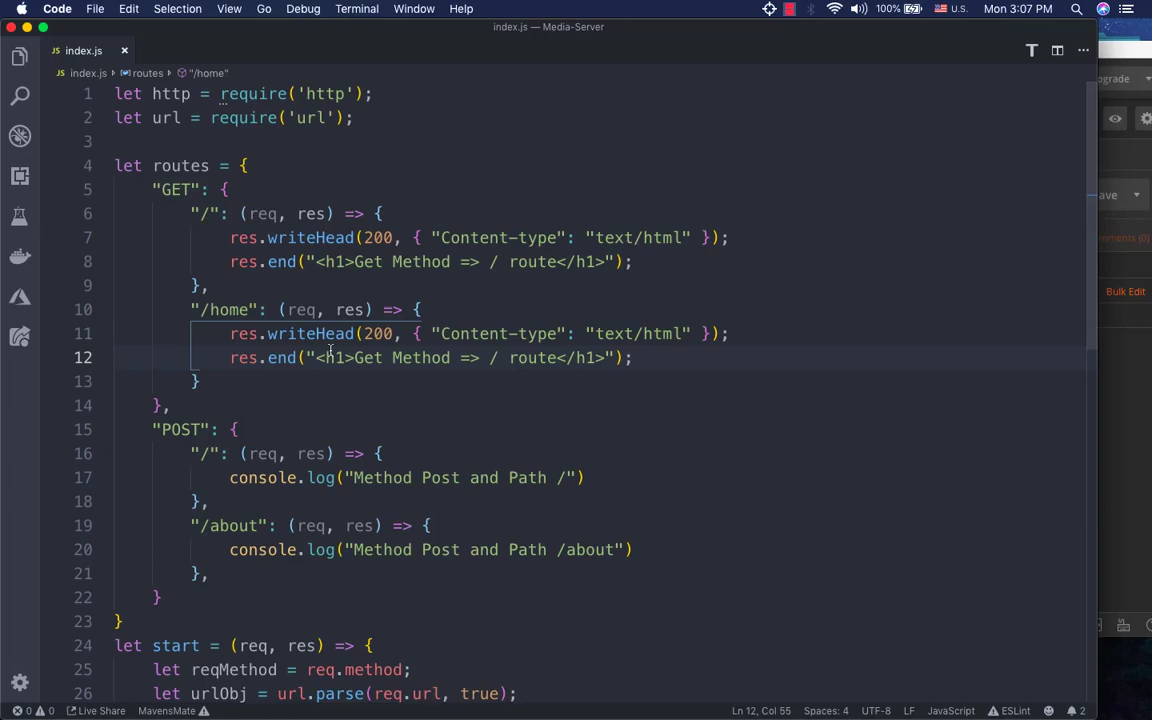 Code File Edit Selection View Go Debug Terminal Window Help 100% U.S. Mon 3:07 PM
index.js — Media-Server
JS index.js ×
JS index.js routes "/home"
1 let http = require('http');
2 let url = require('url');
3
4 let routes = {
5 "GET": {
6 "/": (req, res) => {
7 res.writeHead(200, { "Content-type": "text/html" });
8 res.end("<h1>Get Method => / route</h1>");
9 },
10 "/home": (req, res) => {
11 res.writeHead(200, { "Content-type": "text/html" });
12 res.end("<h1>Get Method => / route</h1>");
13 }
14 },
15 "POST": {
16 "/": (req, res) => {
17 console.log("Method Post and Path /")
18 },
19 "/about": (req, res) => {
20 console.log("Method Post and Path /about")
21 },
22 }
23 }
24 let start = (req, res) => {
25 let reqMethod = req.method;
26 let urlObj = url.parse(req.url, true);
0 0 Live Share MavensMate Ln 12, Col 55 Spaces: 4 UTF-8 LF JavaScript ESLint 2
pgrade
ave
mments (0)
Bulk Edit